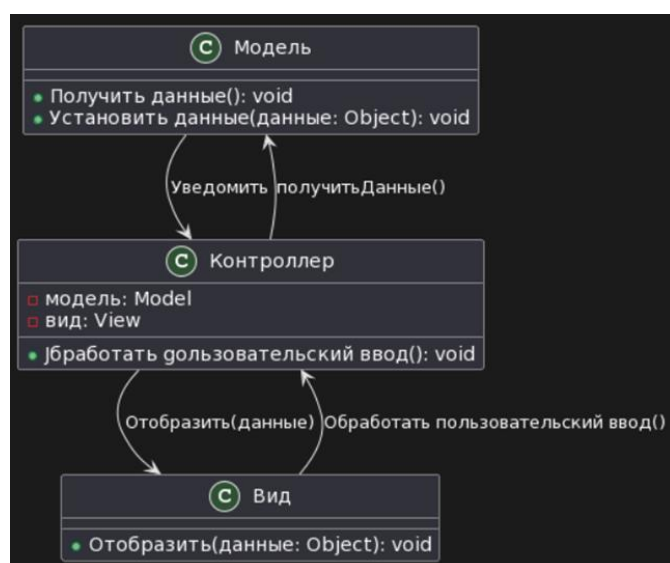 C Модель
Получить данные(): void
Установить данные(данные: Object): void
Уведомить получитьДанные()
C Контроллер
модель: Model
вид: View
Jбработать gользовательский ввод(): void
Отобразить(данные) Обработать пользовательский ввод()
C Вид
Отобразить(данные: Object): void